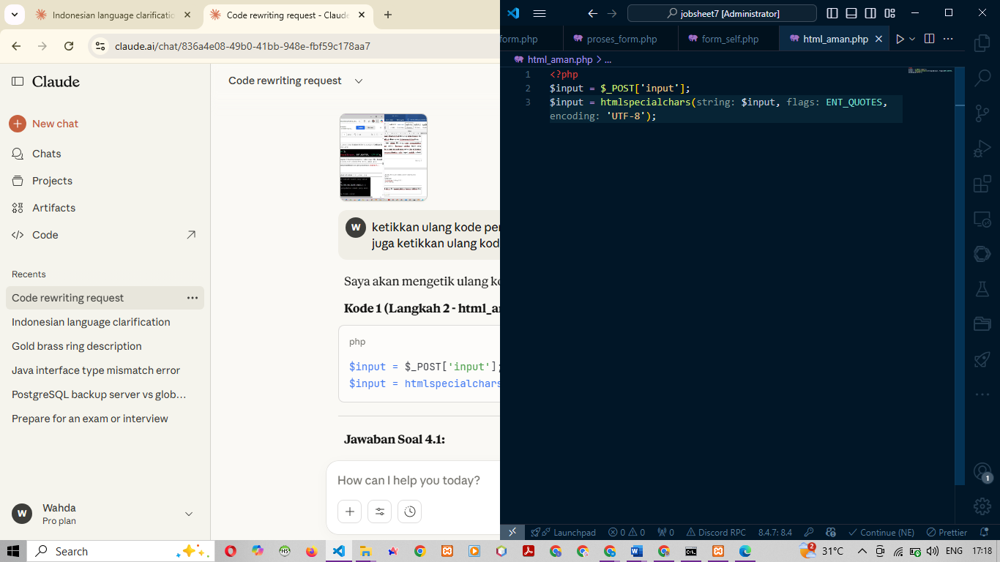 Indonesian language clarificatio
Code rewriting request - Claude
claude.ai/chat/836a4e08-49b0-41bb-948e-fbf59c178aa7
Claude
New chat
Chats
Projects
Artifacts
Code
Recents
Code rewriting request
Indonesian language clarification
Gold brass ring description
Java interface type mismatch error
PostgreSQL backup server vs glob...
Prepare for an exam or interview
W
Wahda
Pro plan
Code rewriting request
W
ketikkan ulang kode per
juga ketikkan ulang kod
Saya akan mengetik ulang ko
Kode 1 (Langkah 2 - html_a
php
$input = $_POST['input'];
$input = htmlspecialchars
Jawaban Soal 4.1:
How can I help you today?
jobsheet7 [Administrator]
form.php
proses_form.php
form_self.php
html_aman.php
html_aman.php > ...
1 <?php
2 $input = $_POST['input'];
3 $input = htmlspecialchars(string: $input, flags: ENT_QUOTES,
encoding: 'UTF-8');
1
Launchpad 0 0 0 Discord RPC 8.4.7: 8.4 Continue (NE) Prettier
Search
2
31°C ENG 17:18